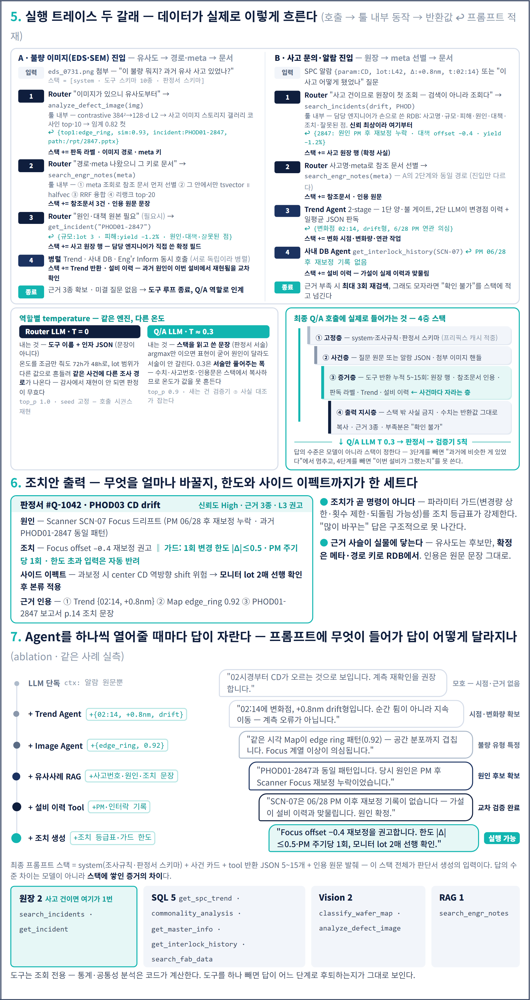 5. 실행 트레이스 두 갈래 — 데이터가 실제로 이렇게 흐른다 (호출 → 툴 내부 동작 → 반환값 ↩ 프롬프트 적
재)
A · 불량 이미지(EDS·SEM) 진입 — 유사도 → 경로·meta → 문서
입력
eds_0731.png 첨부 — "이 불량 뭐지? 과거 유사 사고 있었나?"
스택 = [system · 도구 스키마 10종 · 판정서 스키마]
1
Router "이미지가 있으니 유사도부터" →
analyze_defect_image(img)
툴 내부 — contrastive 384²→128-d L2 → 사고 이미지 스토리지 갤러리 코
사인 top-10 → 임계 0.82 컷
↩ {top1:edge_ring, sim:0.93, incident:PHOD01-2847,
path:/rpt/2847.pptx}
스택 += 판독 라벨 · 이미지 경로 · meta 키
2
Router "경로·meta 나왔으니 그 키로 문서" →
search_engr_notes(meta)
툴 내부 — ① meta 조회로 참조 문서 먼저 선별 ② 그 안에서만 tsvector ∥
halfvec ③ RRF 융합 ④ 리랭크 top-20
스택 += 참조문서 3건 · 인용 원문 문장
3
Router "원인·대책 원본 필요" (필요시) →
get_incident("PHOD01-2847")
↩ {규모:lot 3 · 피해:yield −1.2% · 원인·대책·잘못된 점}
스택 += 사고 원장 행 — 담당 엔지니어가 직접 쓴 확정 필드
4
병렬 Trend · 사내 DB · Eng'r Inform 동시 호출 (서로 독립이라 병렬)
스택 += Trend 반환 · 설비 이력 — 과거 원인이 이번 설비에서 재현됨을 교차
확인
종료
근거 3종 확보 · 미결 질문 없음 → 도구 루프 종료, Q/A 역할로 인계
B · 사고 문의·알람 진입 — 원장 → meta 선별 → 문서
입력
SPC 알람 {param:CD, lot:L42, Δ:+0.8nm, t:02:14} 또는 "이
사고 어떻게 됐었나" 질문
1
Router "사고 건이므로 원장이 첫 조회 — 검색이 아니라 조회다" →
search_incidents(drift, PHOD)
툴 내부 — 담당 엔지니어가 손으로 쓴 RDB: 사고명·규모·피해·원인·대책·
조치·잘못된 점. 신뢰 최상이라 여기부터
↩ {2847: 원인 PM 후 재보정 누락 · 대책 offset −0.4 · yield
−1.2%}
스택 += 사고 원장 행 (확정 사실)
2
Router 사고명·meta로 참조 문서 선별 →
search_engr_notes(meta) — A의 2단계와 동일 경로 (진입만 다르
다)
스택 += 참조문서 · 인용 원문
3
Trend Agent 2-stage — 1단 양·불 게이트, 2단 LLM이 변경점 이력 +
일평균 JSON 판독
↩ {변화점 02:14, drift형, 6/28 PM 연관 의심}
스택 += 변화 시점·변화량·연관 작업
4
사내 DB Agent get_interlock_history(SCN-07) ↩ PM 06/28
후 재보정 기록 없음
스택 += 설비 이력 — 가설이 실제 이력과 맞물림
종료
근거 부족 시 최대 3회 재검색, 그래도 모자라면 "확인 불가"를 스택에 적
고 넘긴다
역할별 temperature — 같은 엔진, 다른 온도
Router LLM · T = 0
내는 것 — 도구 이름 + 인자 JSON (문장이
아니다)
온도를 조금만 줘도 72h가 48h로, lot 범위가
다른 값으로 흔들려 같은 사건에 다른 조사 경
로가 나온다 — 감사에서 재현이 안 되면 판정
이 무효다
top_p 1.0 · seed 고정 — 호출 시퀀스
재현
Q/A LLM · T ≈ 0.3
내는 것 — 스택을 읽고 쓴 문장 (판정서 서술)
argmax만 이으면 표현이 굳어 원인이 달라도
서술이 안 갈린다. 0.3은 서술만 풀어주는 폭
— 수치·사고번호·인용문은 스택에서 복사하
므로 온도가 값을 못 흔든다
top_p 0.9 · 새는 건 검증기 ③ 사실 대조
가 잡는다
최종 Q/A 호출에 실제로 들어가는 것 — 4층 스택
① 고정층 — system·조사규칙·판정서 스키마 (프리픽스 캐시 적중)
② 사건층 — 질문 원문 또는 알람 JSON · 첨부 이미지 핸들
③ 증거층 — 도구 반환 누적 5~15회: 원장 행 · 참조문서 인용 ·
판독 라벨 · Trend · 설비 이력 ← 사건마다 자라는 층
④ 출력 지시층 — 스택 밖 사실 금지 · 수치는 반환값 그대로
복사 · 근거 3종 · 부족분은 "확인 불가"
↓ Q/A LLM T 0.3 → 판정서 → 검증기 5칙
답의 수준은 모델이 아니라 스택이 정한다 — 3단계를 빼면 "과거에 비슷한 게 있었
다"에서 멈추고, 4단계를 빼면 "이번 설비가 그랬는지"를 못 쓴다.
6. 조치안 출력 — 무엇을 얼마나 바꿀지, 한도와 사이드 이펙트까지가 한 세트다
판정서 #Q-1042 · PHOD03 CD drift
신뢰도 High · 근거 3종 · L3 권고
원인 — Scanner SCN-07 Focus 드리프트 (PM 06/28 후 재보정 누락 · 과거
PHOD01-2847 동일 패턴)
조치 — Focus offset −0.4 재보정 권고 ∥ 가드: 1회 변경 한도 |Δ|≤0.5 · PM 주기
당 1회 · 한도 초과 입력은 자동 반려
사이드 이펙트 — 과보정 시 center CD 역방향 shift 위험 → 모니터 lot 2매 선행 확인
후 본류 적용
근거 인용 — ① Trend {02:14, +0.8nm} ② Map edge_ring 0.92 ③ PHOD01-
2847 보고서 p.14 조치 문장
● 조치가 곧 명령이 아니다 — 파라미터 가드(변경량 상
한·횟수 제한·되돌림 가능성)를 조치 등급표가 강제한다.
"많이 바꾸는" 답은 구조적으로 못 나간다.
● 근거 사슬이 실물에 닿는다 — 유사도는 후보만, 확정
은 메타·경로 키로 RDB에서. 인용은 원문 문장 그대로.
7. Agent를 하나씩 열어줄 때마다 답이 자란다 — 프롬프트에 무엇이 들어가 답이 어떻게 달라지나
(ablation · 같은 사례 실측)
LLM 단독 ctx: 알람 원문뿐
"02시경부터 CD가 오르는 것으로 보입니다. 계측 재확인을 권장
합니다."
모호 — 시점·근거 없음
+ Trend Agent +{02:14, +0.8nm, drift}
"02:14에 변화점, +0.8nm drift형입니다. 순간 튐이 아니라 지속
이동 — 계측 오류가 아닙니다."
시점·변화량 확보
+ Image Agent +{edge_ring, 0.92}
"같은 시각 Map이 edge ring 패턴(0.92) — 공간 분포까지 겹칩
니다. Focus 계열 이상이 의심됩니다."
불량 유형 특정
+ 유사사례 RAG +사고번호·원인·조치 문장
"PHOD01-2847과 동일 패턴입니다. 당시 원인은 PM 후
Scanner Focus 재보정 누락이었습니다."
원인 후보 확보
+ 설비 이력 Tool +PM·인터락 기록
"SCN-07은 06/28 PM 이후 재보정 기록이 없습니다 — 가설
이 설비 이력과 맞물립니다. 원인 확정."
교차 검증 완료
+ 조치 생성 +조치 등급표·가드 한도
"Focus offset −0.4 재보정을 권고합니다. 한도 |Δ|
≤0.5·PM 주기당 1회, 모니터 lot 2매 선행 확인."
실행 가능
최종 프롬프트 스택 = system(조사규칙·판정서 스키마) + 사건 카드 + tool 반환 JSON 5~15개 + 인용 원문 발췌 — 이 스택 전체가 판단서 생성의 입력이다. 답의 수
준 차이는 모델이 아니라 스택에 쌓인 증거의 차이다.
원장 2 사고 건이면 여기가 1번
search_incidents ·
get_incident
SQL 5 get_spc_trend ·
commonality_analysis ·
get_master_info ·
get_interlock_history ·
search_fab_data
Vision 2
classify_wafer_map ·
analyze_defect_image
RAG 1
search_engr_notes
도구는 조회 전용 — 통계·공통성 분석은 코드가 계산한다. 도구를 하나 빼면 답이 어느 단계로 후퇴하는지가 그대로 보인다.